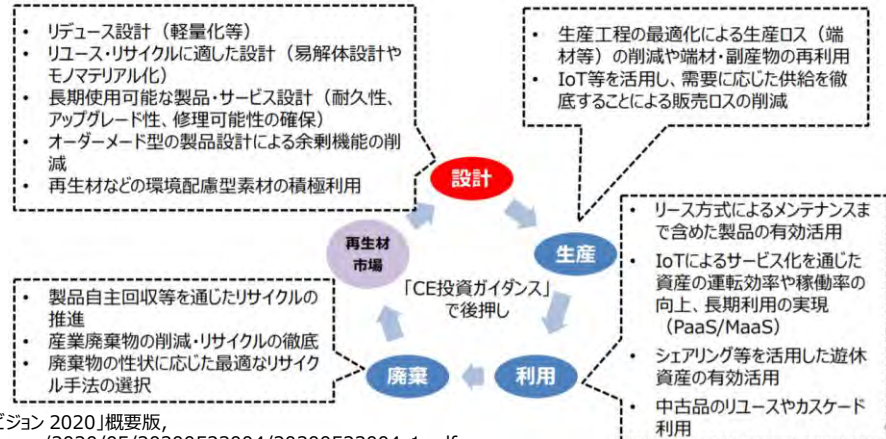 • リデュース設計（軽量化等）
• リユース・リサイクルに適した設計（易解体設計や
モノマテリアル化）
• 長期使用可能な製品・サービス設計（耐久性、
アップグレード性、修理可能性の確保）
• オーダーメード型の製品設計による余剰機能の削
減
• 再生材などの環境配慮型素材の積極利用
• 生産工程の最適化による生産ロス（端
材等）の削減や端材・副産物の再利用
• IoT等を活用し、需要に応じた供給を徹
底することによる販売ロスの削減
設計
生産
• リース方式によるメンテナンスま
で含めた製品の有効活用
• IoTによるサービス化を通じた
資産の運転効率や稼働率の
向上、長期利用の実現
（PaaS/MaaS）
• シェアリング等を活用した遊休
資産の有効活用
• 中古品のリユースやカスケード
利用
再生材
市場
「CE投資ガイダンス」
で後押し
• 製品自主回収等を通じたリサイクルの
推進
• 産業廃棄物の削減・リサイクルの徹底
• 廃棄物の性状に応じた最適なリサイク
ル手法の選択
廃棄
利用
ビジョン 2020」概要版,